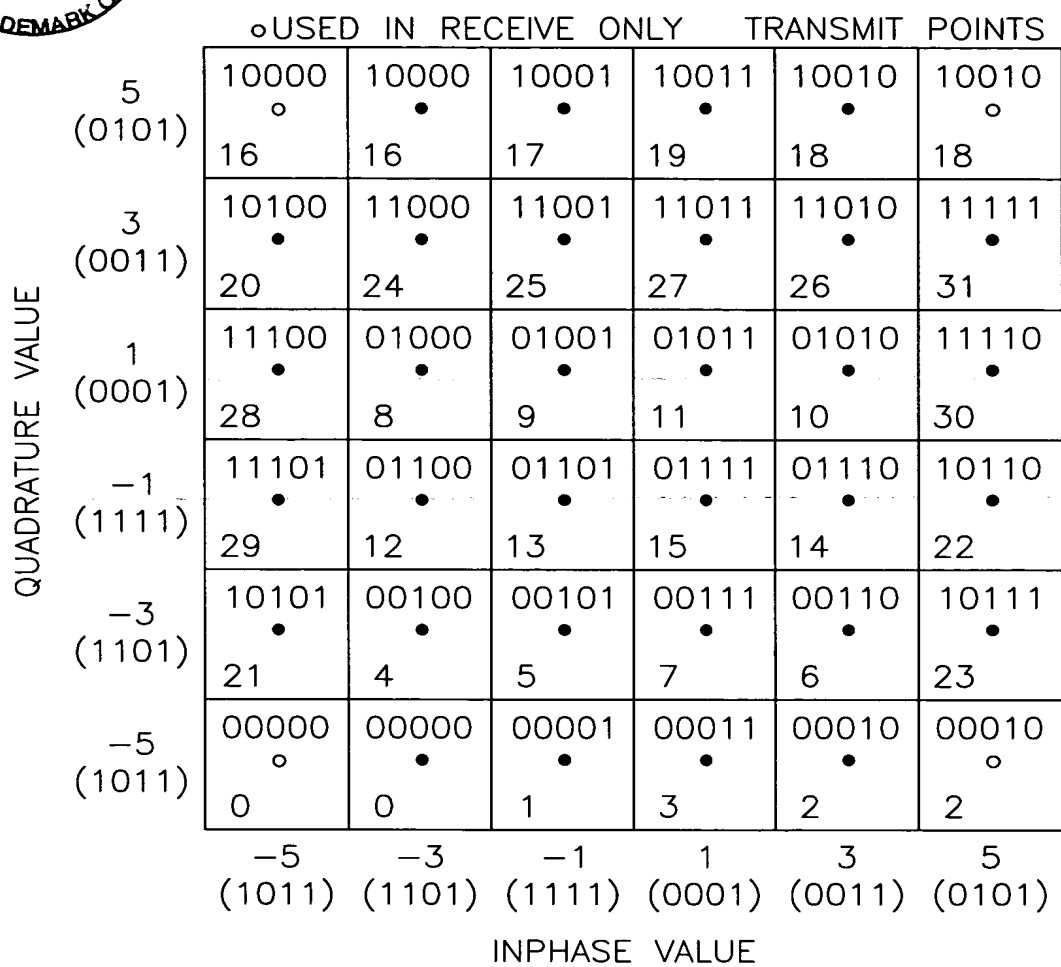 DEMARK
○USED IN RECEIVE ONLY TRANSMIT POINTS
5 (0101) 10000 10000 10001 10011 10010 10010
16 16 17 19 18 18
3 (0011) 10100 11000 11001 11011 11010 11111
20 24 25 27 26 31
1 (0001) 11100 01000 01001 01011 01010 11110
28 8 9 11 10 30
−1 (1111) 11101 01100 01101 01111 01110 10110
29 12 13 15 14 22
−3 (1101) 10101 00100 00101 00111 00110 10111
21 4 5 7 6 23
−5 (1011) 00000 00000 00001 00011 00010 00010
0 0 1 3 2 2
QUADRATURE VALUE
−5 −3 −1 1 3 5
(1011) (1101) (1111) (0001) (0011) (0101)
INPHASE VALUE